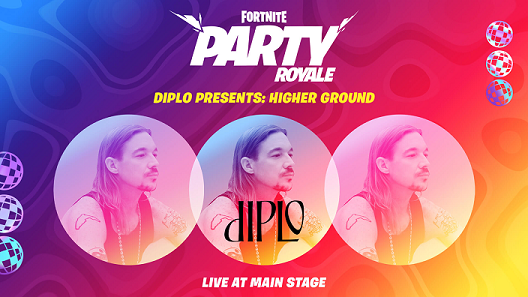 FORTNITE
PARTY
ROYALE
DIPLO PRESENTS: HIGHER GROUND
dIPLO
LIVE AT MAIN STAGE